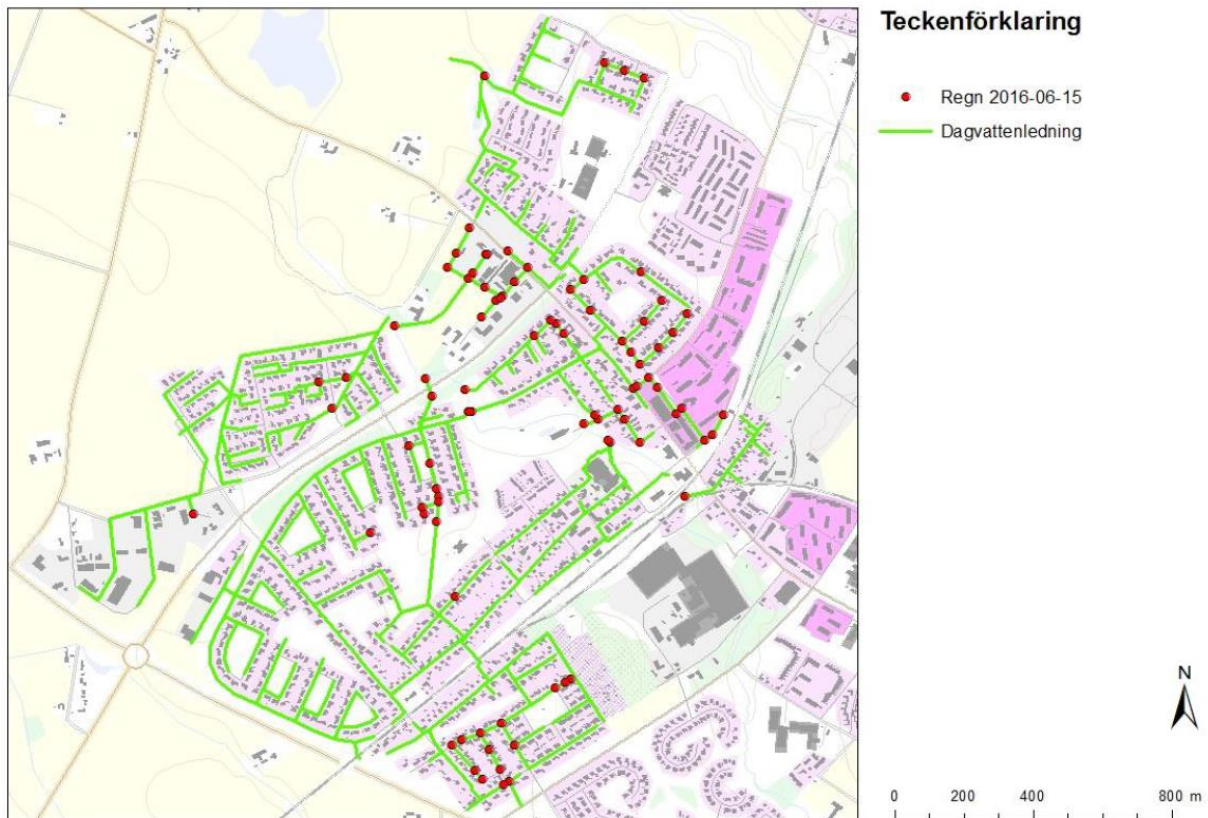 Teckenförklaring
Regn 2016-06-15
Dagvattenledning
N
0 200 400 800 m